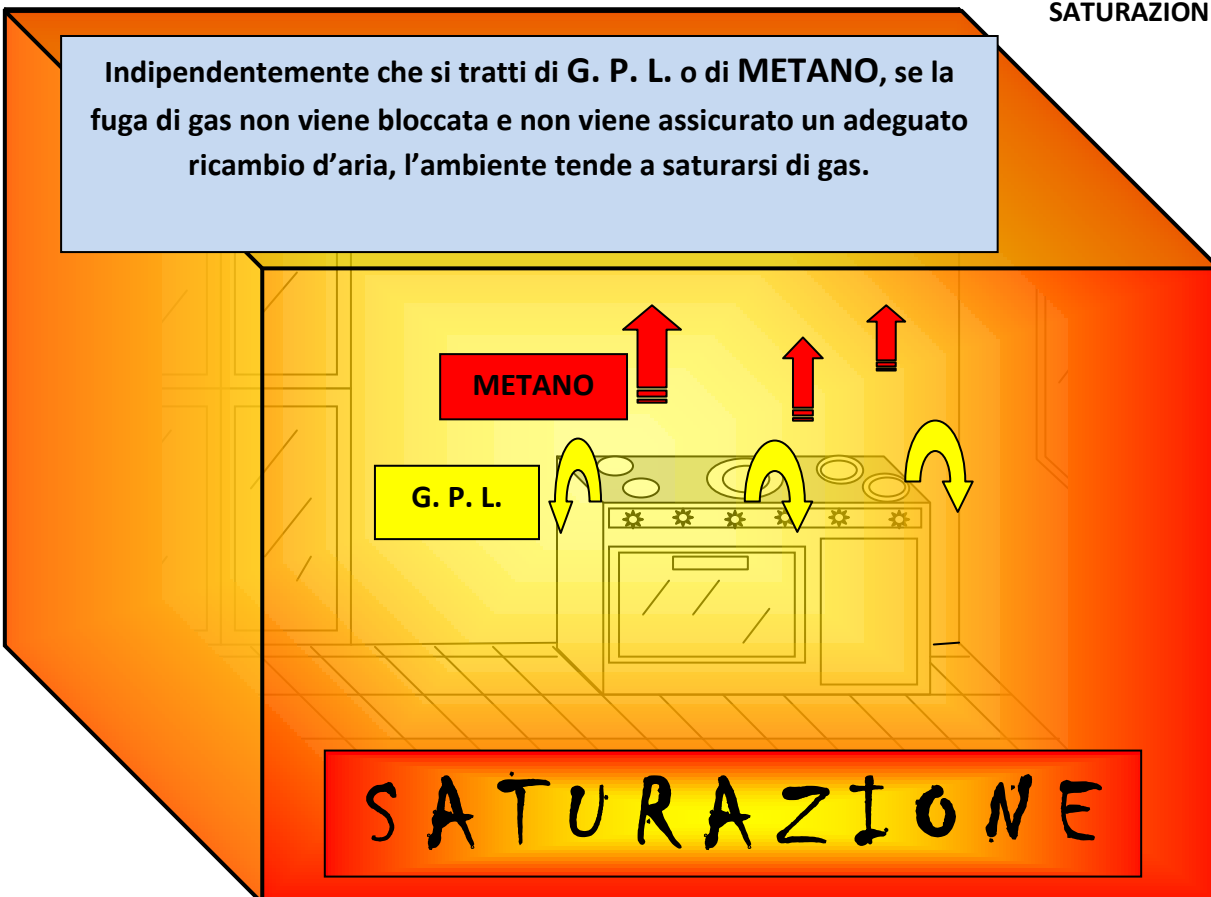 SATURAZION
Indipendentemente che si tratti di G. P. L. o di METANO, se la
fuga di gas non viene bloccata e non viene assicurato un adeguato
ricambio d’aria, l’ambiente tende a saturarsi di gas.
METANO
G. P. L.
SATURAZIONE